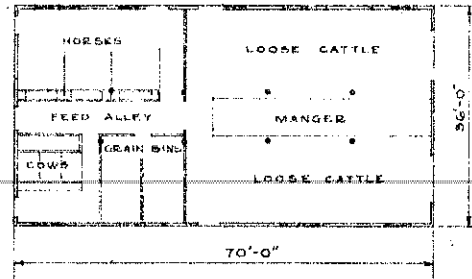 HORSES
LOOSE CATTLE
FEED ALLEY
MANGER
GRAIN BINS
COWS
LOOSE CATTLE
36'-0"
70'-0"